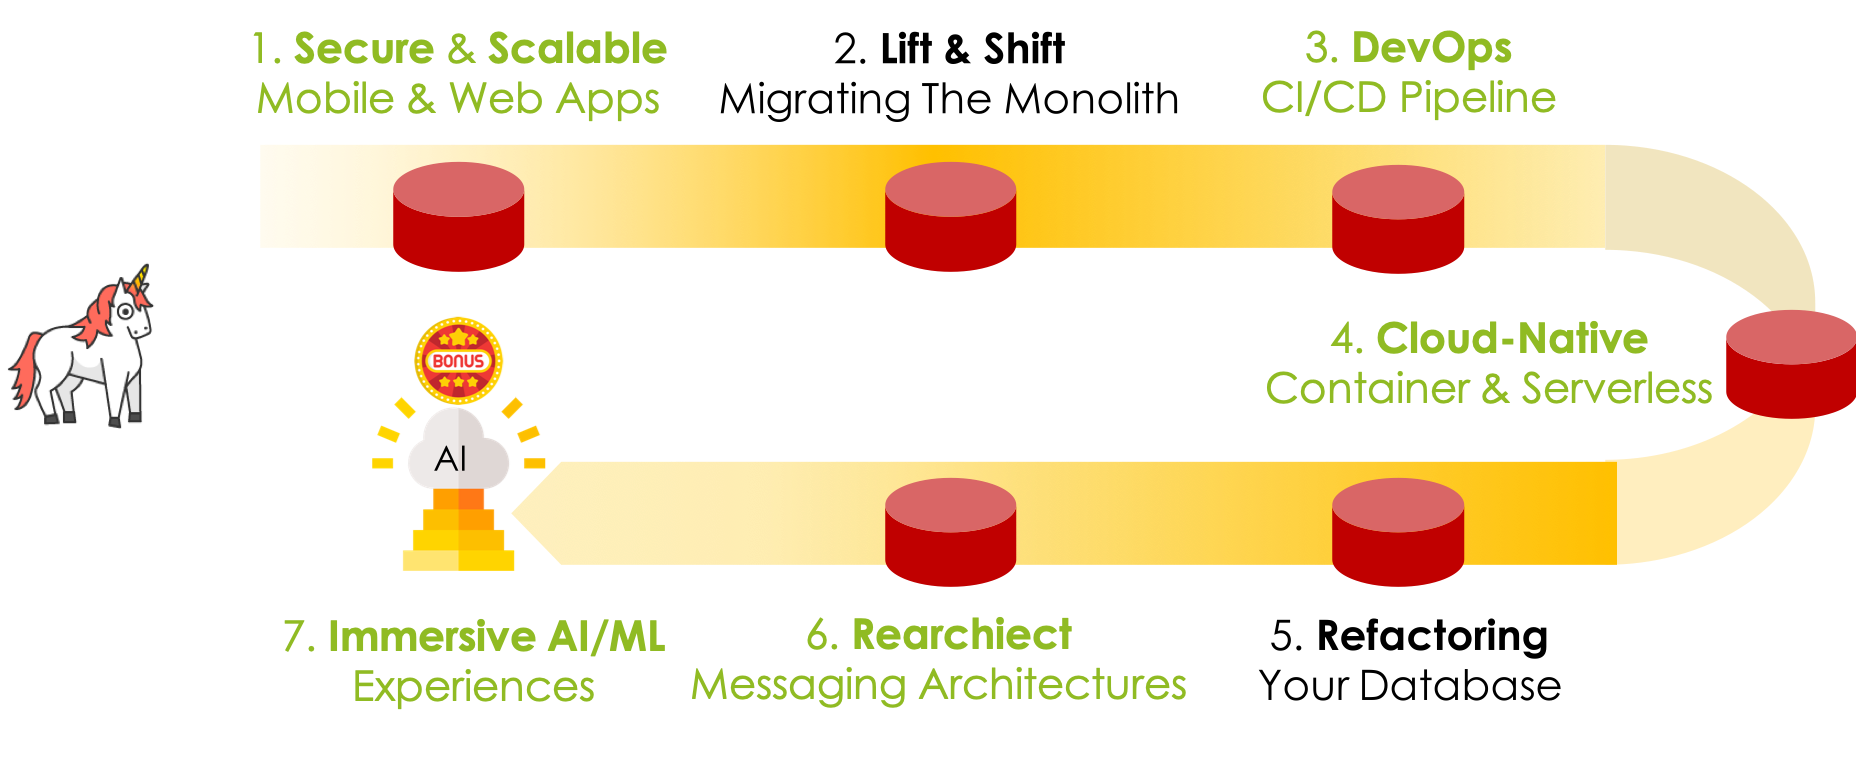 1. Secure & Scalable
Mobile & Web Apps
2. Lift & Shift
Migrating The Monolith
3. DevOps
CI/CD Pipeline
4. Cloud-Native
Container & Serverless
BONUS
AI
7. Immersive AI/ML
Experiences
6. Rearchiect
Messaging Architectures
5. Refactoring
Your Database